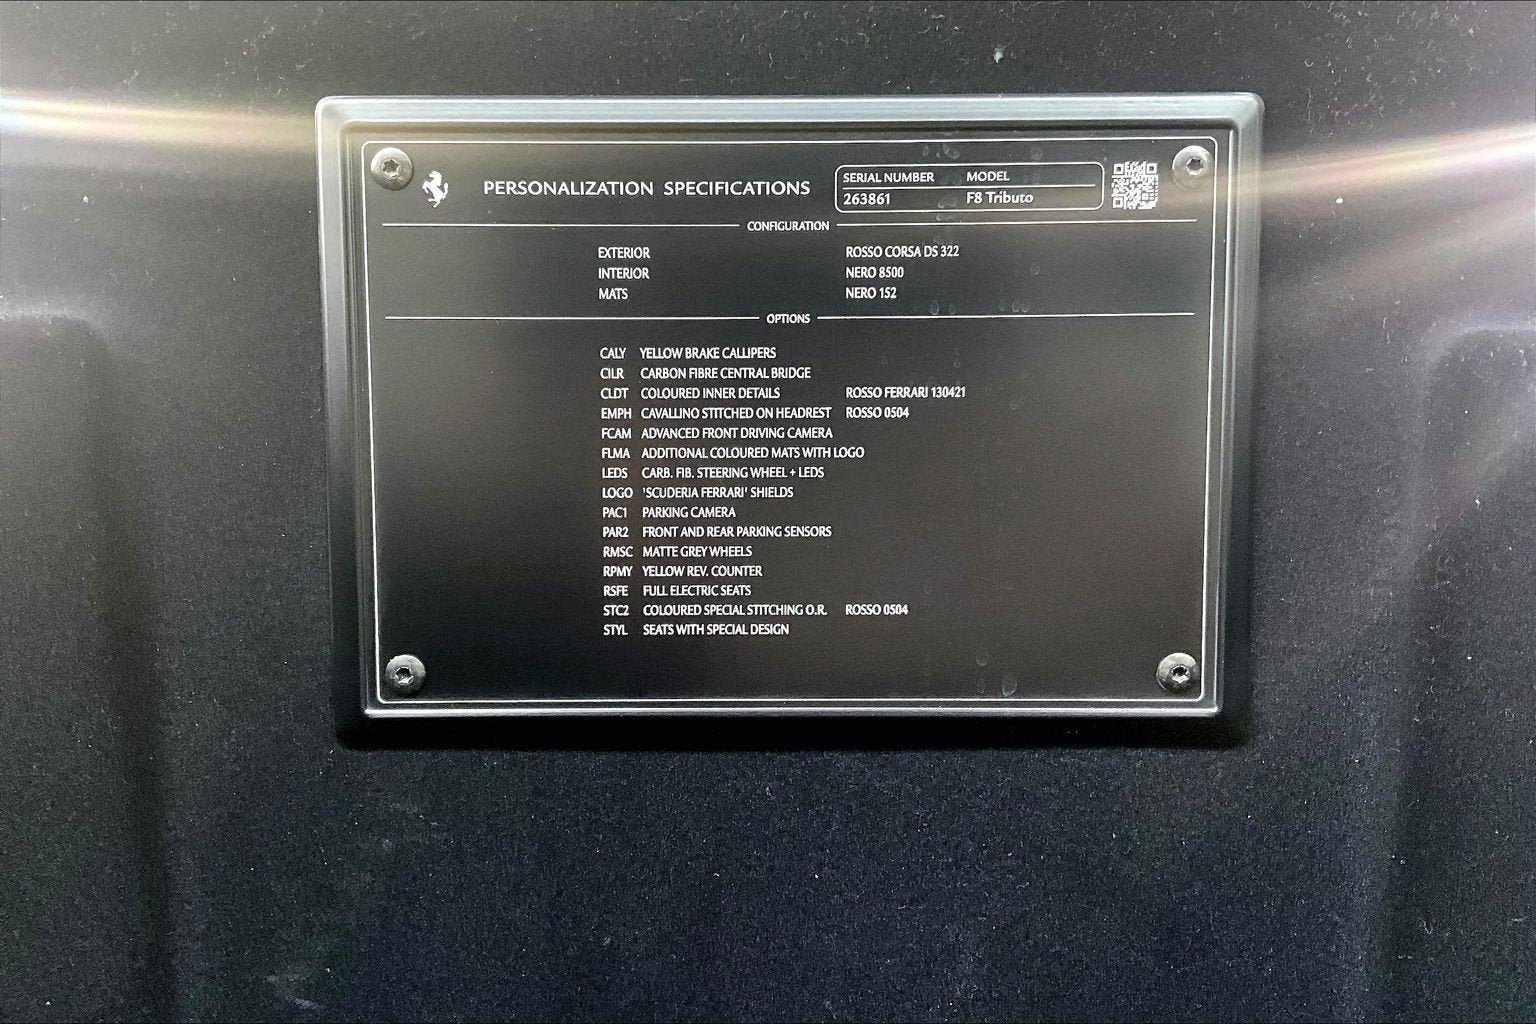 PERSONALIZATION SPECIFICATIONS
SERIAL NUMBER MODEL
263861 F8 Tributo
CONFIGURATION
EXTERIOR ROSSO CORSA DS 322
INTERIOR NERO 8500
MATS NERO 152
OPTIONS
CALY YELLOW BRAKE CALLIPERS
CILR CARBON FIBRE CENTRAL BRIDGE
CLDT COLOURED INNER DETAILS ROSSO FERRARI 130421
EMPH CAVALLINO STITCHED ON HEADREST ROSSO 0504
FCAM ADVANCED FRONT DRIVING CAMERA
FLMA ADDITIONAL COLOURED MATS WITH LOGO
LEDS CARB. FIB. STEERING WHEEL + LEDS
LOGO 'SCUDERIA FERRARI' SHIELDS
PAC1 PARKING CAMERA
PAR2 FRONT AND REAR PARKING SENSORS
RMSC MATTE GREY WHEELS
RPMY YELLOW REV. COUNTER
RSFE FULL ELECTRIC SEATS
STC2 COLOURED SPECIAL STITCHING O.R. ROSSO 0504
STYL SEATS WITH SPECIAL DESIGN